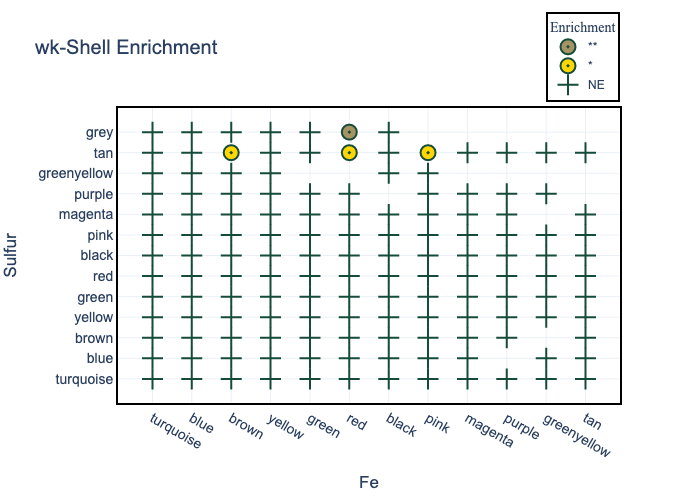 wk-Shell Enrichment
Enrichment
**
*
NE
Sulfur
grey
tan
greenyellow
purple
magenta
pink
black
red
green
yellow
brown
blue
turquoise
turquoise
blue
brown
yellow
green
red
black
pink
magenta
purple
greenyellow
tan
Fe